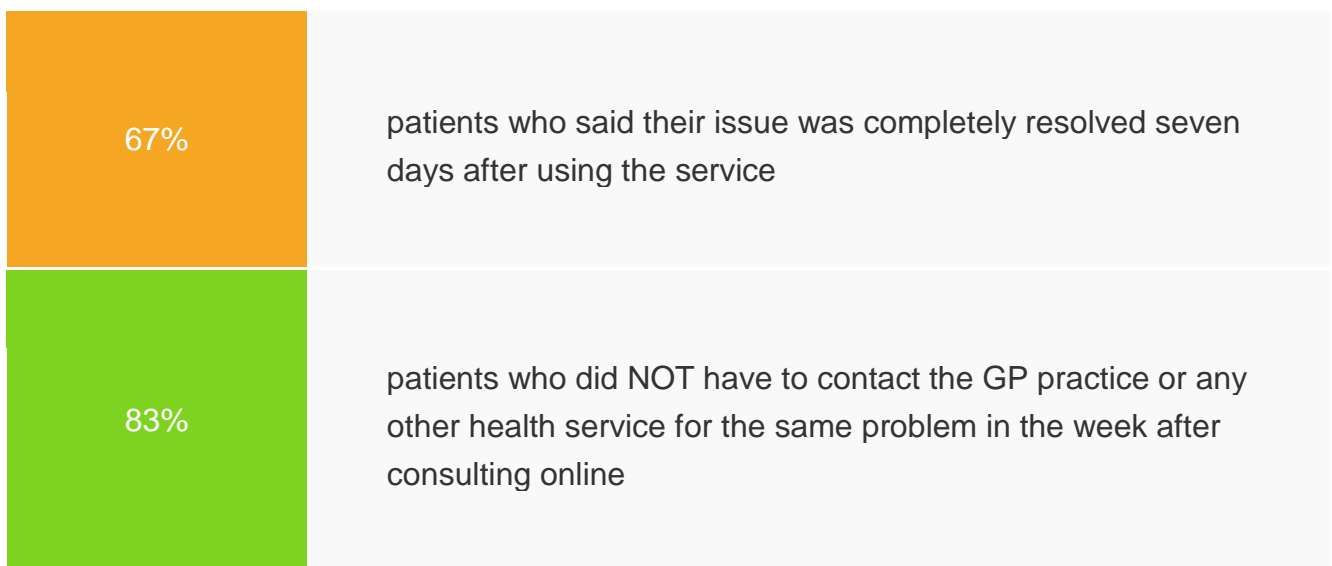 67%
patients who said their issue was completely resolved seven
days after using the service
83%
patients who did NOT have to contact the GP practice or any
other health service for the same problem in the week after
consulting online